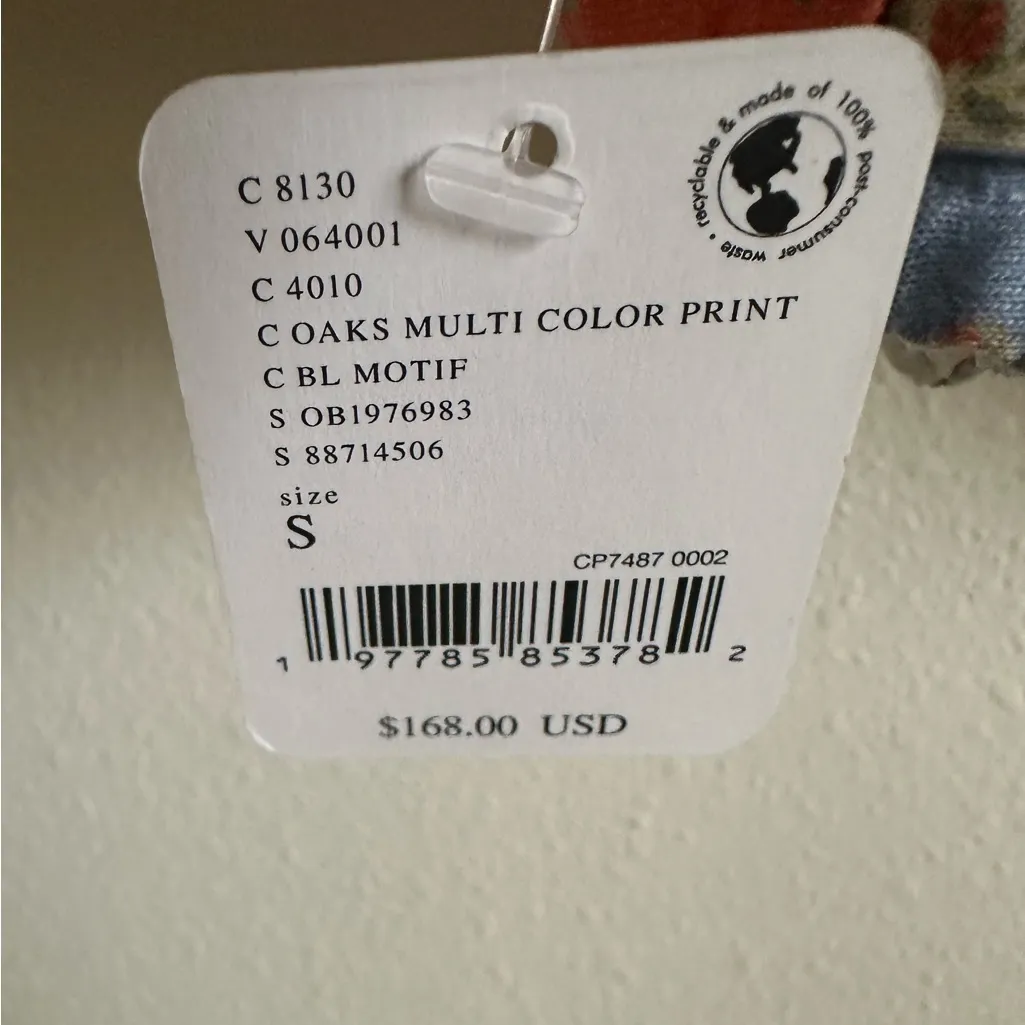 recyclable & made of 100% post-consumer waste •
C 8130
V 064001
C 4010
C OAKS MULTI COLOR PRINT
C BL MOTIF
S OB1976983
S 88714506
size
S
CP7487 0002
1 97785 85378 2
$168.00 USD